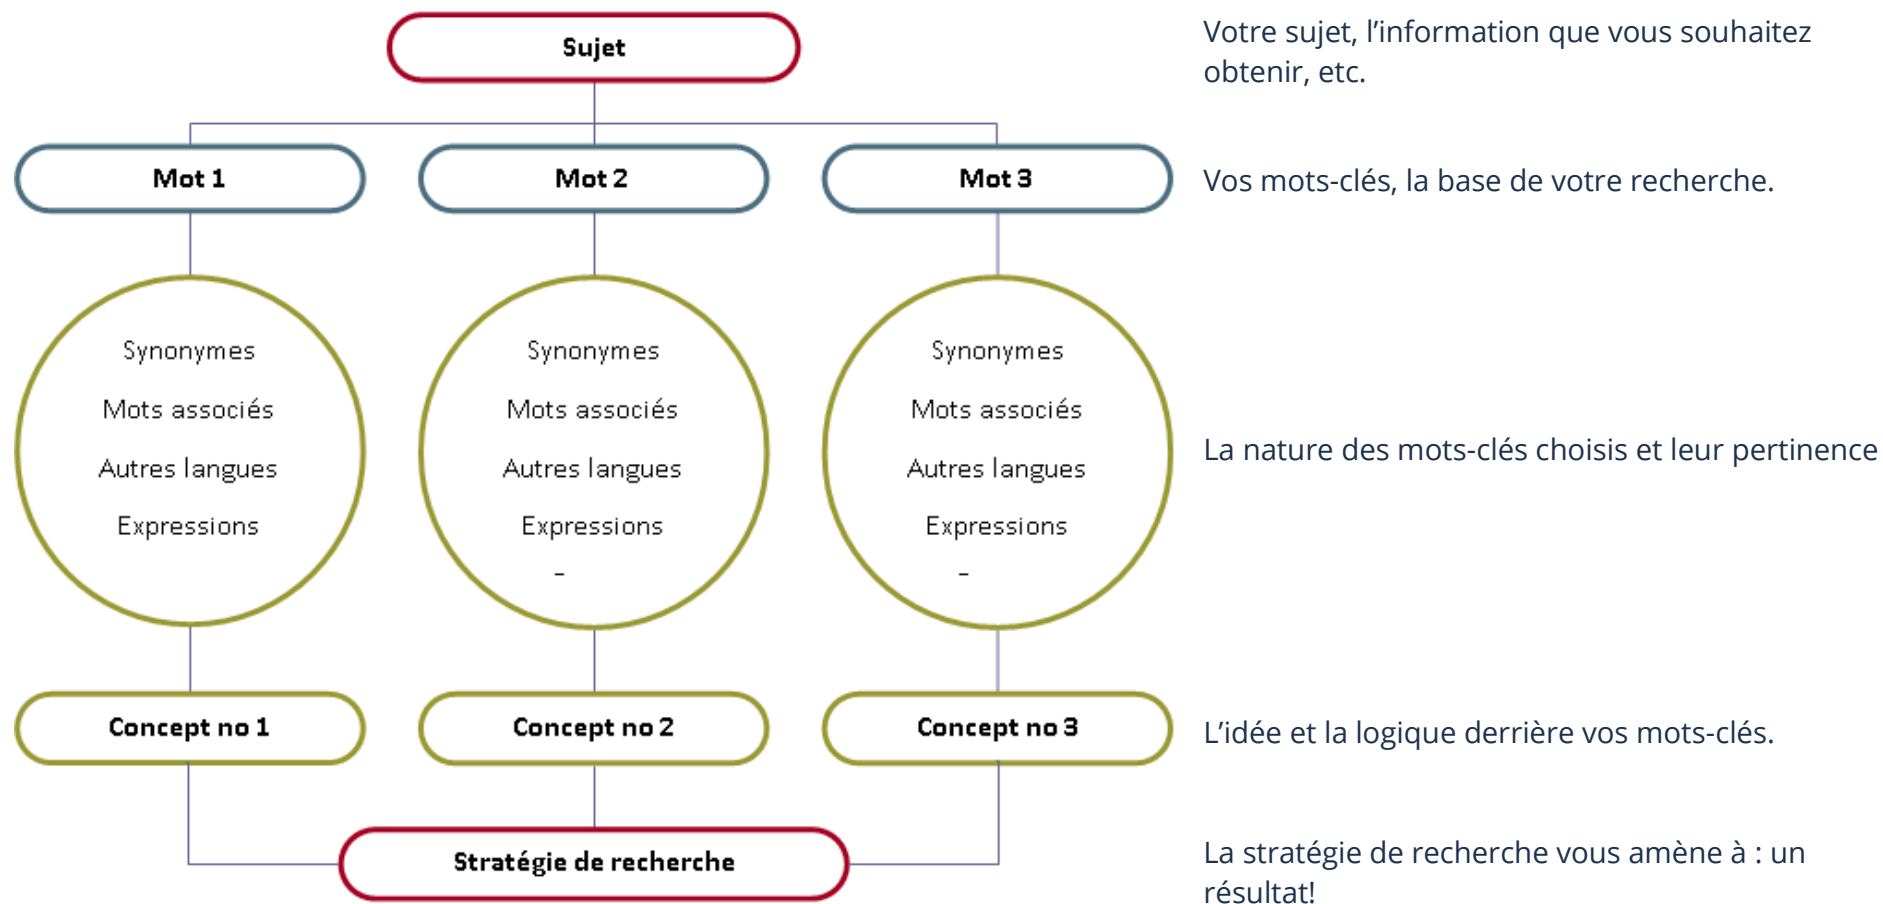 Sujet
Votre sujet, l’information que vous souhaitez
obtenir, etc.
Mot 1
Mot 2
Mot 3
Vos mots-clés, la base de votre recherche.
Synonymes
Mots associés
Autres langues
Expressions
Synonymes
Mots associés
Autres langues
Expressions
–
Synonymes
Mots associés
Autres langues
Expressions
–
La nature des mots-clés choisis et leur pertinence
Concept no 1
Concept no 2
Concept no 3
L’idée et la logique derrière vos mots-clés.
Stratégie de recherche
La stratégie de recherche vous amène à : un
résultat!